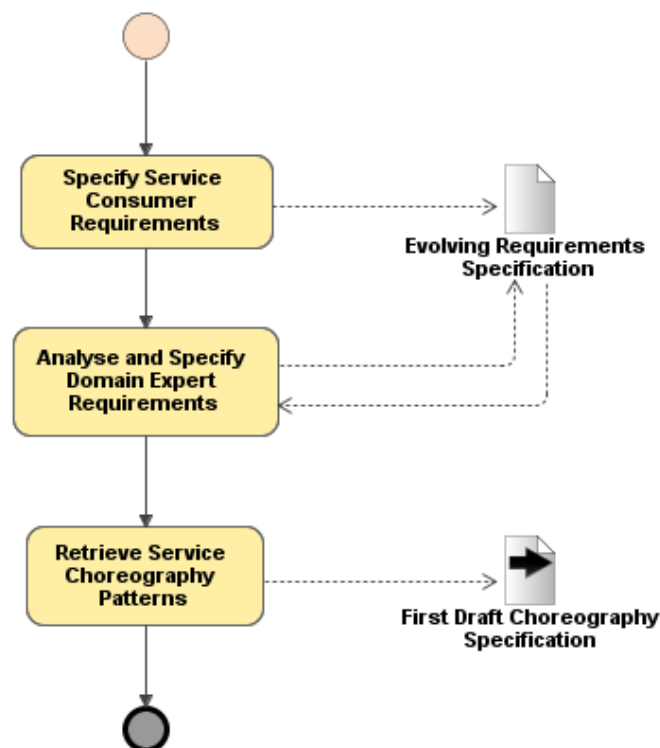 Specify Service
Consumer
Requirements
Evolving Requirements
Specification
Analyse and Specify
Domain Expert
Requirements
Retrieve Service
Choreography
Patterns
First Draft Choreography
Specification